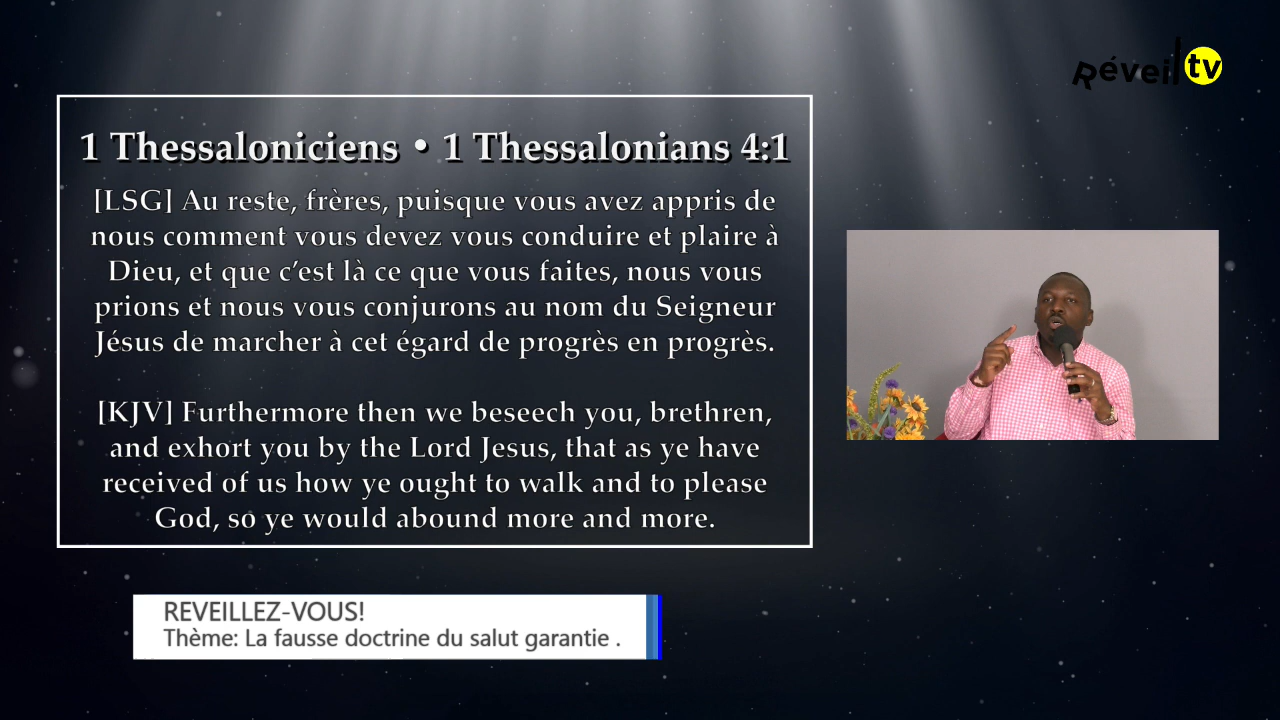 Réveil tv
1 Thessaloniciens • 1 Thessalonians 4:1
[LSG] Au reste, frères, puisque vous avez appris de
nous comment vous devez vous conduire et plaire à
Dieu, et que c’est là ce que vous faites, nous vous
prions et nous vous conjurons au nom du Seigneur
Jésus de marcher à cet égard de progrès en progrès.
[KJV] Furthermore then we beseech you, brethren,
and exhort you by the Lord Jesus, that as ye have
received of us how ye ought to walk and to please
God, so ye would abound more and more.
REVEILLEZ-VOUS!
Thème: La fausse doctrine du salut garantie .